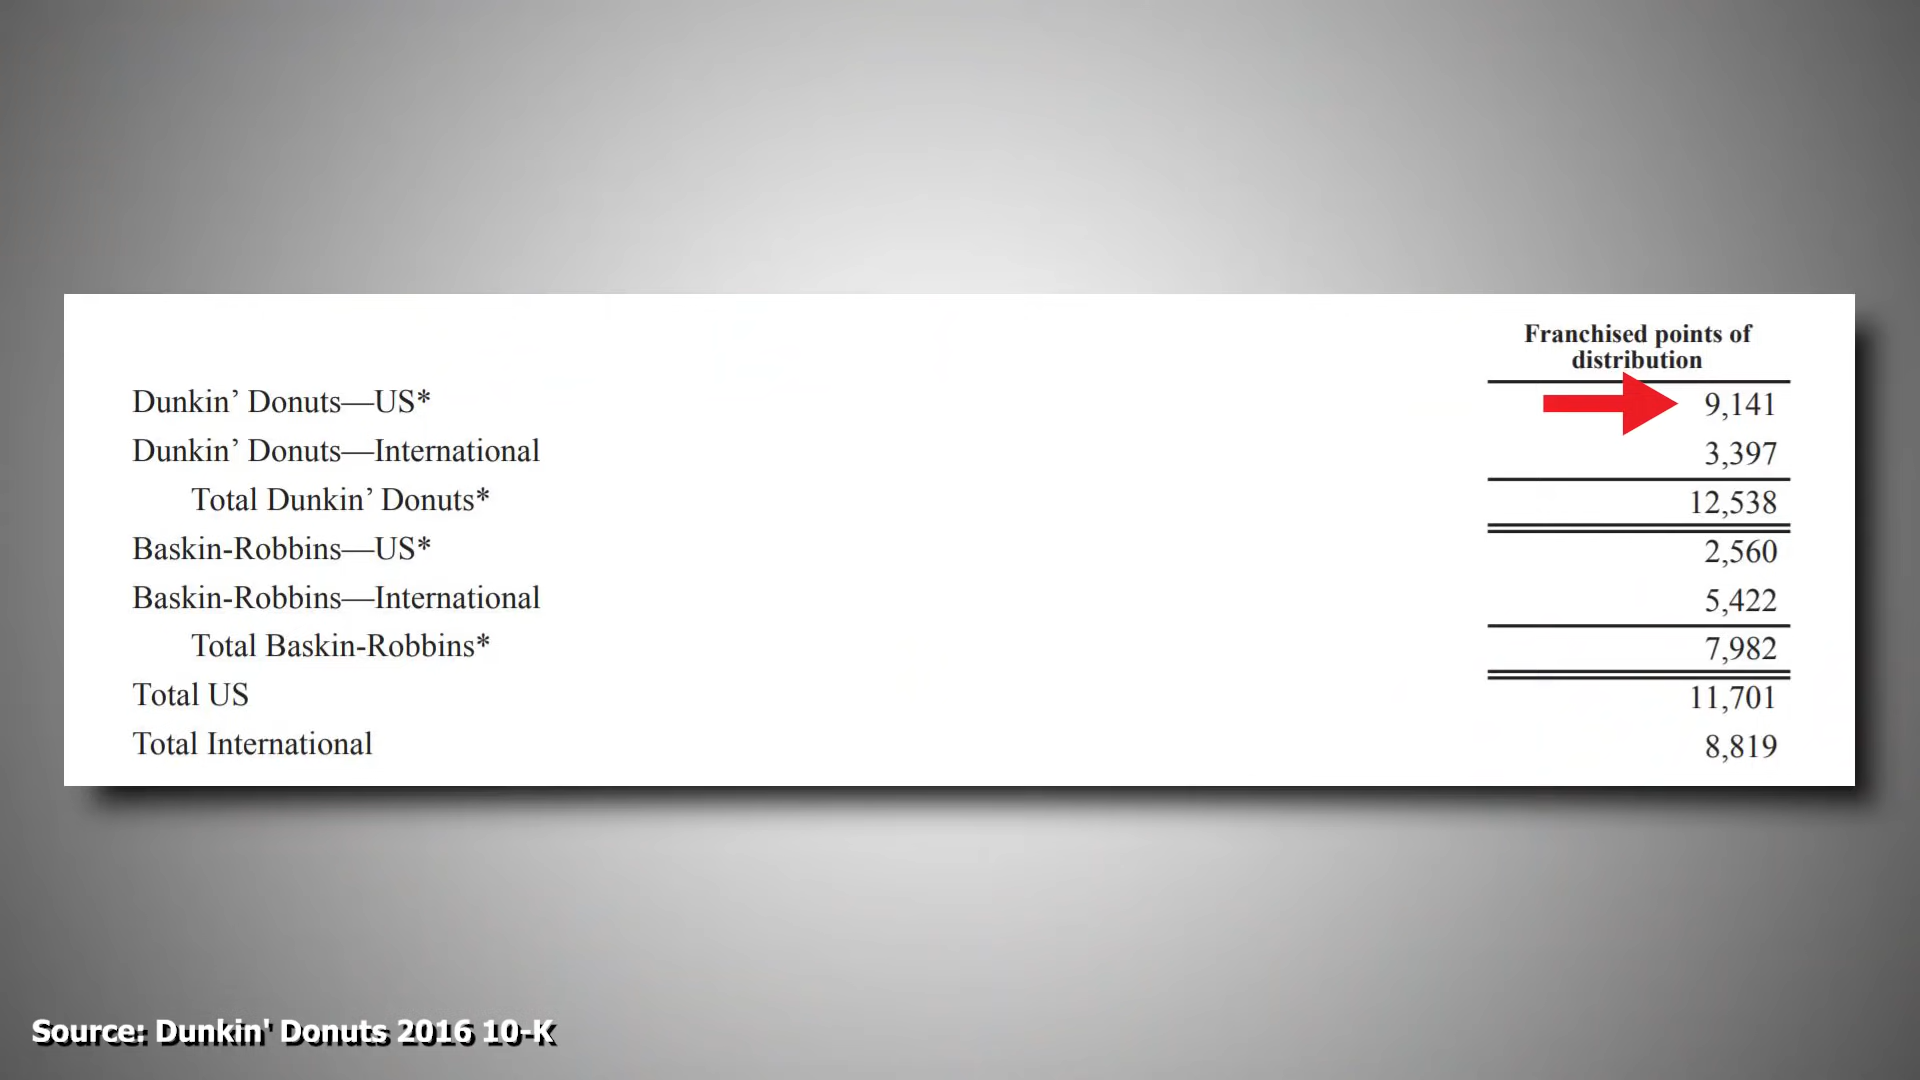 Franchised points of
distribution
Dunkin’ Donuts—US* 9,141
Dunkin’ Donuts—International 3,397
Total Dunkin’ Donuts* 12,538
Baskin-Robbins—US* 2,560
Baskin-Robbins—International 5,422
Total Baskin-Robbins* 7,982
Total US 11,701
Total International 8,819
Source: Dunkin' Donuts 2016 10-K